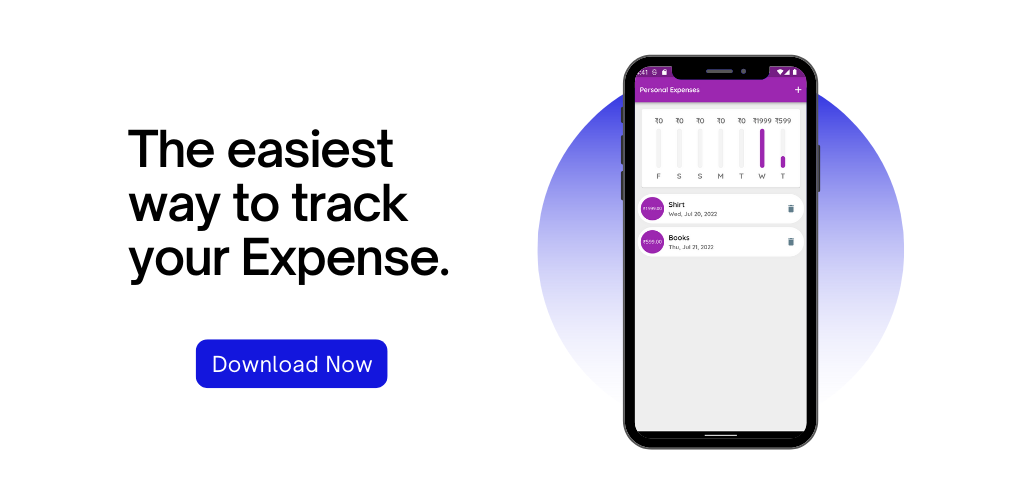 The easiest
way to track
your Expense.
Download Now
:41
Personal Expenses +
₹0 ₹0 ₹0 ₹0 ₹0 ₹1999 ₹599
F S S M T W T
₹1999.00 Shirt
Wed, Jul 20, 2022
₹599.00 Books
Thu, Jul 21, 2022